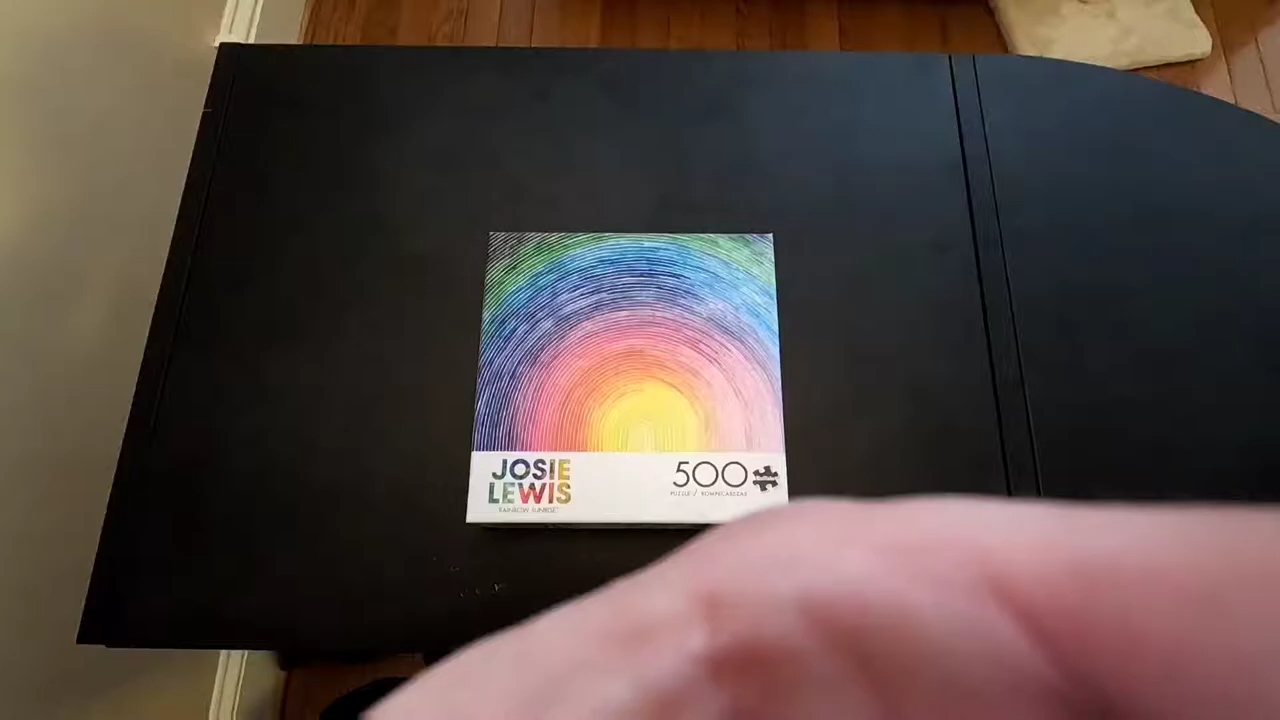 JOSIE
LEWIS
RAINBOW SUNRISE
500
PUZZLE / ROMPECABEZAS